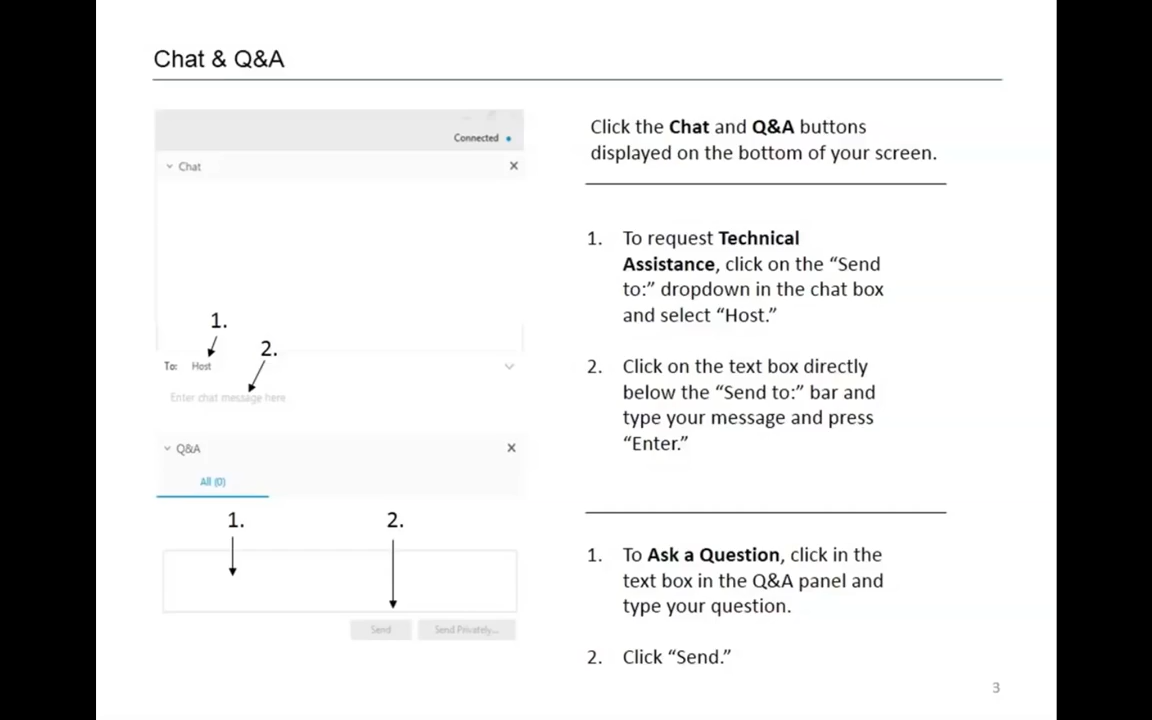 Chat & Q&A
Connected
Chat
1.
2.
To: Host
Enter chat message here
Q&A
All (0)
1.
2.
Send
Send Privately...
Click the Chat and Q&A buttons
displayed on the bottom of your screen.
1. To request Technical
Assistance, click on the “Send
to:” dropdown in the chat box
and select “Host.”
2. Click on the text box directly
below the “Send to:” bar and
type your message and press
“Enter.”
1. To Ask a Question, click in the
text box in the Q&A panel and
type your question.
2. Click “Send.”
3